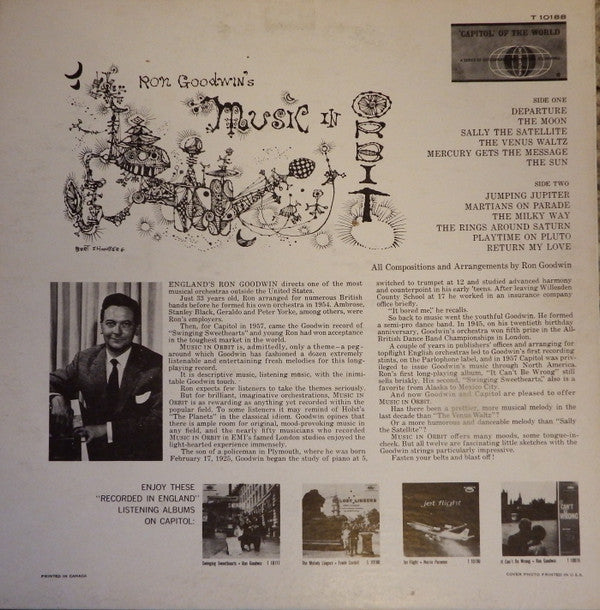 T 10188
'CAPITOL' OF THE WORLD
RON GOODWIN'S
MUSIC IN ORBIT
SIDE ONE
DEPARTURE
THE MOON
SALLY THE SATELLITE
THE VENUS WALTZ
MERCURY GETS THE MESSAGE
THE SUN
SIDE TWO
JUMPING JUPITER
MARTIANS ON PARADE
THE MILKY WAY
THE RINGS AROUND SATURN
PLAYTIME ON PLUTO
RETURN MY LOVE
All Compositions and Arrangements by Ron Goodwin
ENGLAND'S RON GOODWIN directs one of the most
musical orchestras outside the United States.
Just 33 years old, Ron arranged for numerous British
bands before he formed his own orchestra in 1954. Ambrose,
Stanley Black, Geraldo and Peter Yorke, among others, were
Ron's employers.
Then, for Capitol in 1957, came the Goodwin record of
"Swinging Sweethearts" and young Ron had won acceptance
in the toughest market in the world.
MUSIC IN ORBIT is, admittedly, only a theme—a peg—
around which Goodwin has fashioned a dozen extremely
listenable and entertaining fresh melodies for this long-
playing record.
It is descriptive music, listening music, with the inimi-
table Goodwin touch.
Ron expects few listeners to take the themes seriously.
But for brilliant, imaginative orchestrations, MUSIC IN
ORBIT is as rewarding as anything yet recorded within the
popular field. To some listeners it may remind of Holst's
"The Planets" in the classical idiom. Goodwin opines that
there is ample room for original, mood-provoking music in
any field, and the nearly fifty musicians who recorded
MUSIC IN ORBIT in EMI's famed London studios enjoyed the
light-hearted experience immensely.
The son of a policeman in Plymouth, where he was born
February 17, 1925, Goodwin began the study of piano at 5,
switched to trumpet at 12 and studied advanced harmony
and counterpoint in his early 'teens. After leaving Willesden
County School at 17 he worked in an insurance company
office briefly.
"It bored me," he recalls.
So back to music went the youthful Goodwin. He formed
a semi-pro dance band. In 1945, on his twentieth birthday
anniversary, Goodwin's orchestra won fifth prize in the All-
British Dance Band Championships in London.
A couple of years in publishers' offices and arranging for
topflight English orchestras led to Goodwin's first recording
stints, on the Parlophone label, and in 1957 Capitol was privi-
leged to issue Goodwin's music through North America.
Ron's first long-playing album, "It Can't Be Wrong" still
sells briskly. His second, "Swinging Sweethearts," also is a
favorite from Alaska to Mexico City.
And now Goodwin and Capitol are pleased to offer
MUSIC IN ORBIT.
Has there been a prettier, more musical melody in the
last decade than "The Venus Waltz"?
Or a more humorous and danceable melody than "Sally
the Satellite"?
MUSIC IN ORBIT offers many moods, some tongue-in-
cheek. But all twelve are fascinating little sketches with the
Goodwin strings particularly impressive.
Fasten your belts and blast off!
ENJOY THESE
"RECORDED IN ENGLAND"
LISTENING ALBUMS
ON CAPITOL:
jet flight
CAN'T
WRONG
Swinging Sweethearts • Ron Goodwin
Jet Flight •
It Can't Be Wrong • Ron Goodwin
PRINTED IN CANADA
COVER PHOTO PRINTED IN U.S.A.